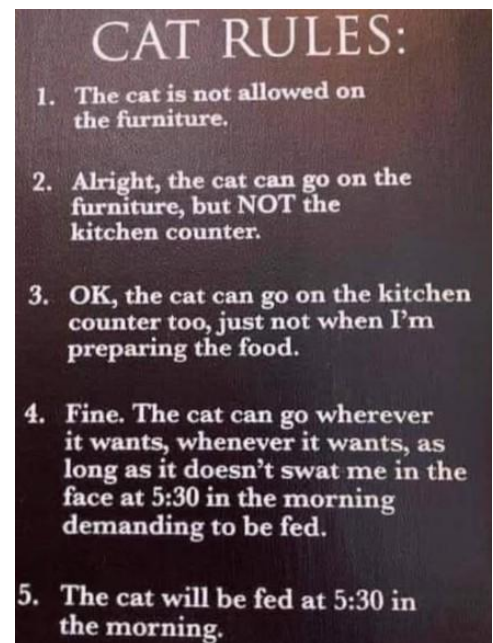 CAT RULES:
1. The cat is not allowed on
the furniture.
2. Alright, the cat can go on the
furniture, but NOT the
kitchen counter.
3. OK, the cat can go on the kitchen
counter too, just not when I'm
preparing the food.
4. Fine. The cat can go wherever
it wants, whenever it wants, as
long as it doesn't swat me in the
face at 5:30 in the morning
demanding to be fed.
5. The cat will be fed at 5:30 in
the morning.